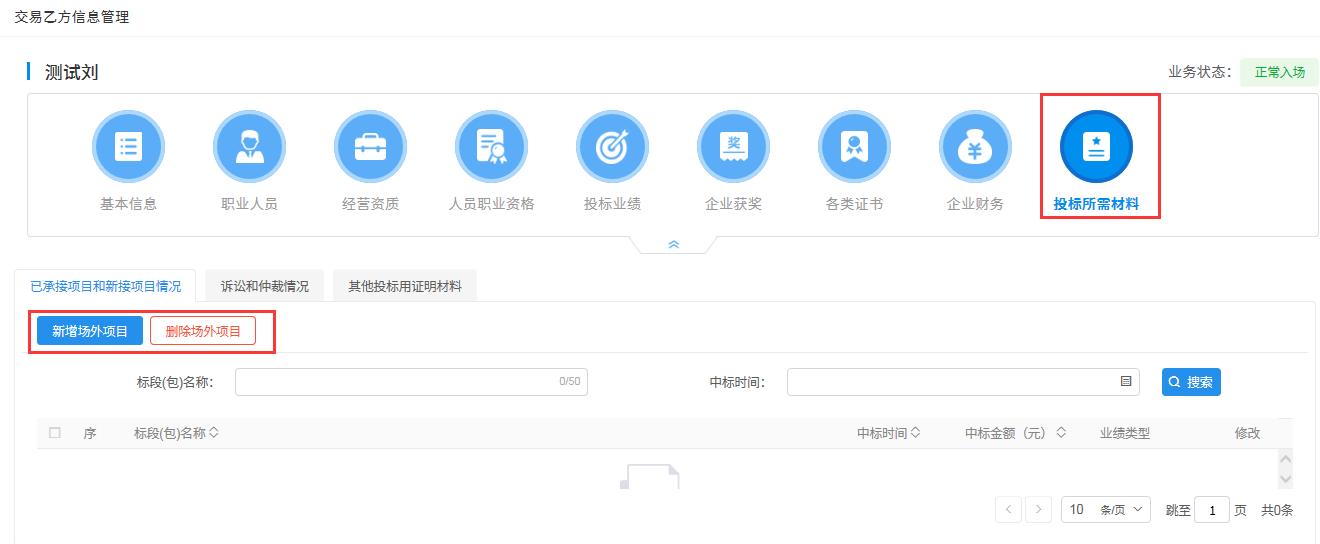 交易乙方信息管理
测试刘
业务状态： 正常入场
奖
基本信息 职业人员 经营资质 人员职业资格 投标业绩 企业获奖 各类证书 企业财务 投标所需材料
已承接项目和新接项目情况 诉讼和仲裁情况 其他投标用证明材料
新增场外项目 删除场外项目
标段(包)名称： 0/50 中标时间： 搜索
序 标段(包)名称 中标时间 中标金额（元） 业绩类型 修改
10 条/页 跳至 1 页 共0条